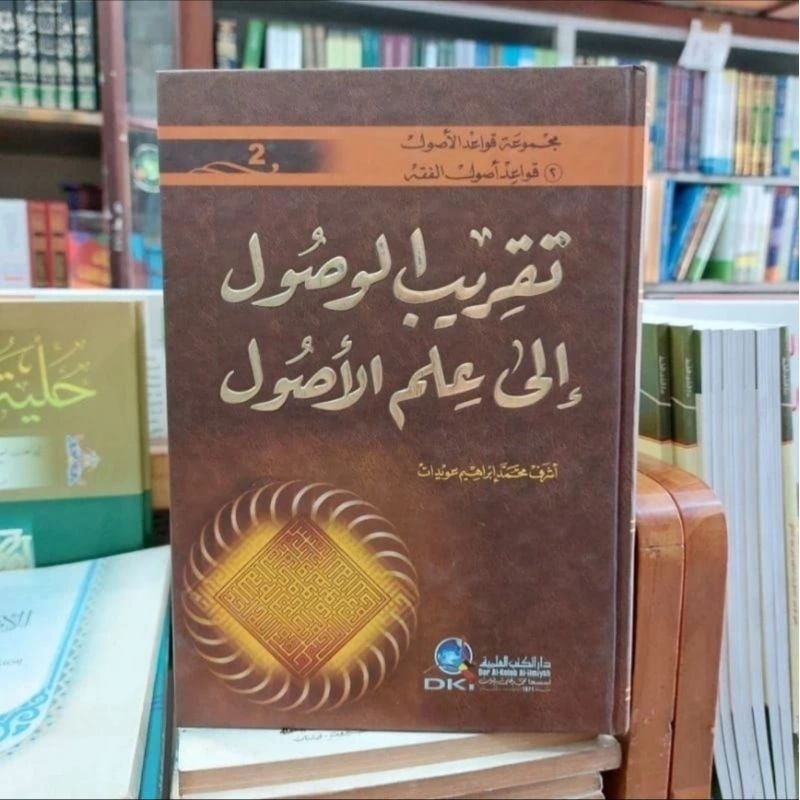 مجموعة قواعد الأصول
٢ قواعد أصول الفقه
2
تقريب الوصول
إلى علم الأصول
أشرف محمد إبراهيم عويدات
دار الكتب العلمية
Dar Al-Kotob Al-ilmiyah
DKi
1971
حلية